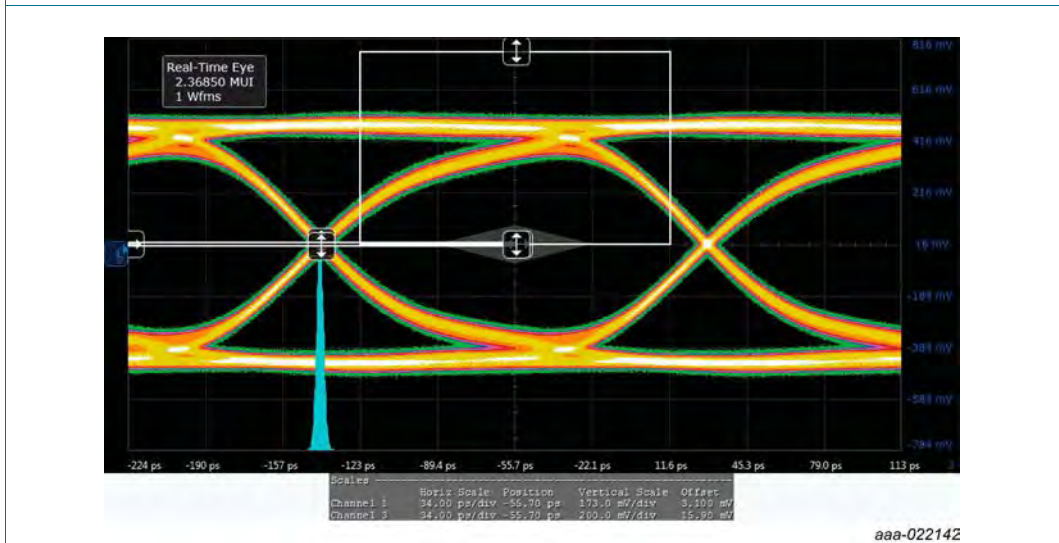 816 mV
Real-Time Eye
2.36850 MUI
1 Wfms
616 mV
416 mV
216 mV
16 mV
-184 mV
-384 mV
-584 mV
-784 mV
-224 ps -190 ps -157 ps -123 ps -89.4 ps -55.7 ps -22.1 ps 11.6 ps 45.3 ps 79.0 ps 113 ps
Scales
Horiz Scale Position Vertical Scale Offset
Channel 1 34.00 ps/div -55.70 ps 173.0 mV/div 3.100 mV
Channel 3 34.00 ps/div -55.70 ps 200.0 mV/div 15.90 mV
aaa-022142